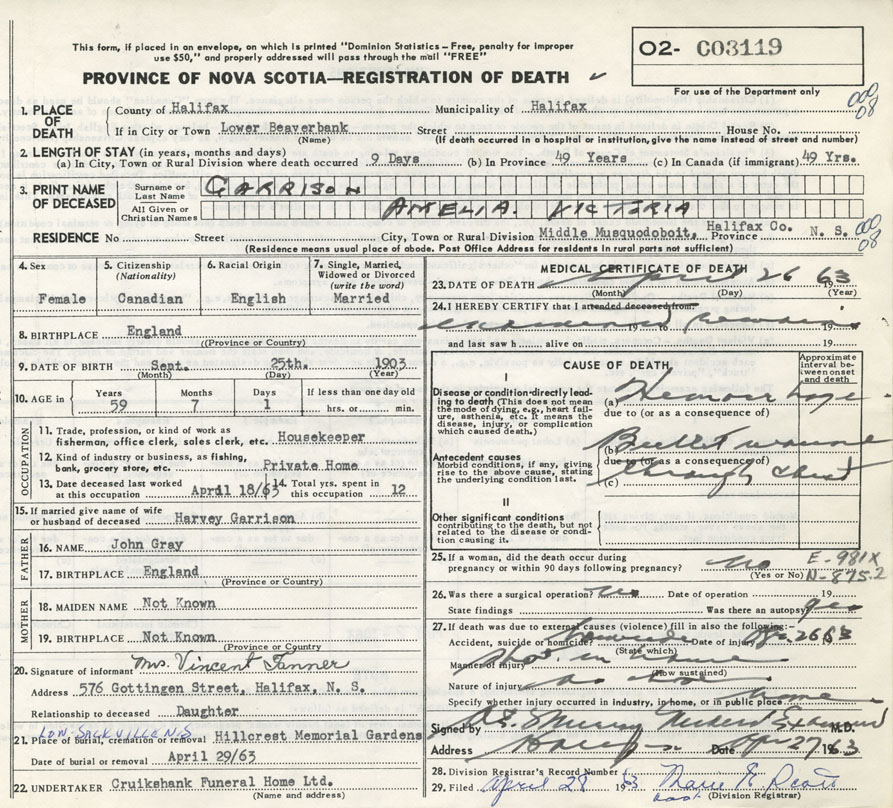 This form, if placed in an envelope, on which is printed "Dominion Statistics – Free, penalty for improper
use $50," and properly addressed will pass through the mail "FREE"
O2- C03119
PROVINCE OF NOVA SCOTIA—REGISTRATION OF DEATH
For use of the Department only
000
08
1. PLACE OF DEATH County of Halifax Municipality of Halifax
If in City or Town Lower Beaverbank Street House No.
(Name) (If death occurred in a hospital or institution, give the name instead of street and number)
2. LENGTH OF STAY (in years, months and days)
(a) In City, Town or Rural Division where death occurred 9 Days (b) In Province 49 Years (c) In Canada (if immigrant) 49 Yrs.
3. PRINT NAME OF DECEASED
Surname or Last Name GARRISON
All Given or Christian Names AMELIA VICTORIA
RESIDENCE No Street City, Town or Rural Division Middle Musquodoboit, Halifax Co. Province N. S.
000
08
(Residence means usual place of abode. Post Office Address for residents in rural parts not sufficient)
4. Sex Female
5. Citizenship (Nationality) Canadian
6. Racial Origin English
7. Single, Married, Widowed or Divorced (write the word) Married
8. BIRTHPLACE England
(Province or Country)
9. DATE OF BIRTH Sept. 25th. 1903
(Month) (Day) (Year)
10. AGE in Years 59 Months 7 Days 1 If less than one day old hrs. or min.
OCCUPATION
11. Trade, profession, or kind of work as
fisherman, office clerk, sales clerk, etc. Housekeeper
12. Kind of industry or business, as fishing,
bank, grocery store, etc. Private Home
13. Date deceased last worked
at this occupation April 18/63
14. Total yrs. spent in
this occupation 12
15. If married give name of wife
or husband of deceased Harvey Garrison
FATHER
16. NAME John Gray
17. BIRTHPLACE England
(Province or Country)
MOTHER
18. MAIDEN NAME Not Known
19. BIRTHPLACE Not Known
(Province or Country)
20. Signature of informant Mrs. Vincent Tanner
Address 576 Gottingen Street, Halifax, N. S.
Relationship to deceased Daughter
LOW. SACKVILLE N.S
21. Place of burial, cremation or removal Hillcrest Memorial Gardens
Date of burial or removal April 29/63
22. UNDERTAKER Cruikshank Funeral Home Ltd.
(Name and address)
MEDICAL CERTIFICATE OF DEATH
23. DATE OF DEATH April 26 1963
(Month) (Day) (Year)
24. I HEREBY CERTIFY that I attended deceased from:
19 to 19
and last saw h alive on 19
CAUSE OF DEATH
Approximate interval between onset and death
I
Disease or condition directly leading to death (This does not mean the mode of dying, e.g., heart failure, asthenia, etc. It means the disease, injury, or complication which caused death.)
(a) Hemorrhage
due to (or as a consequence of)
Antecedent causes
Morbid conditions, if any, giving rise to the above cause, stating the underlying condition last.
(b) Bullet wound
due to (or as a consequence of)
through chest
(c)
II
Other significant conditions
contributing to the death, but not related to the disease or condition causing it.
25. If a woman, did the death occur during
pregnancy or within 90 days following pregnancy? No
(Yes or No)
E-981X
N-875.2
26. Was there a surgical operation? no Date of operation 19
State findings Was there an autopsy yes
27. If death was due to external causes (violence) fill in also the following:-
Accident, suicide or homicide? homicide Date of injury Ap. 26 63
(State which)
Manner of injury Shot in home
(How sustained)
Nature of injury
Specify whether injury occurred in industry, in home, or in public place home
Signed by Medical Examiner M.D.
Address Date Apr 27 1963
28. Division Registrar's Record Number
29. Filed April 29 1963
(Division Registrar)